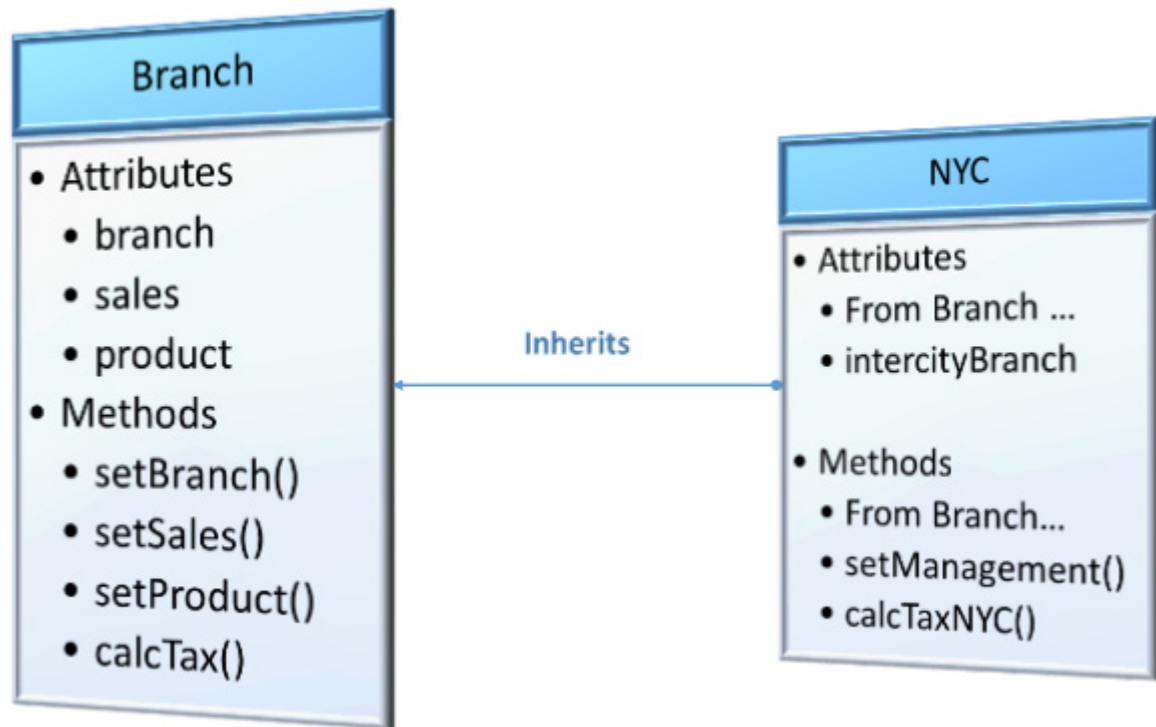 Branch
• Attributes
• branch
• sales
• product
• Methods
• setBranch()
• setSales()
• setProduct()
• calcTax()
Inherits
NYC
• Attributes
• From Branch ...
• intercityBranch
• Methods
• From Branch...
• setManagement()
• calcTaxNYC()